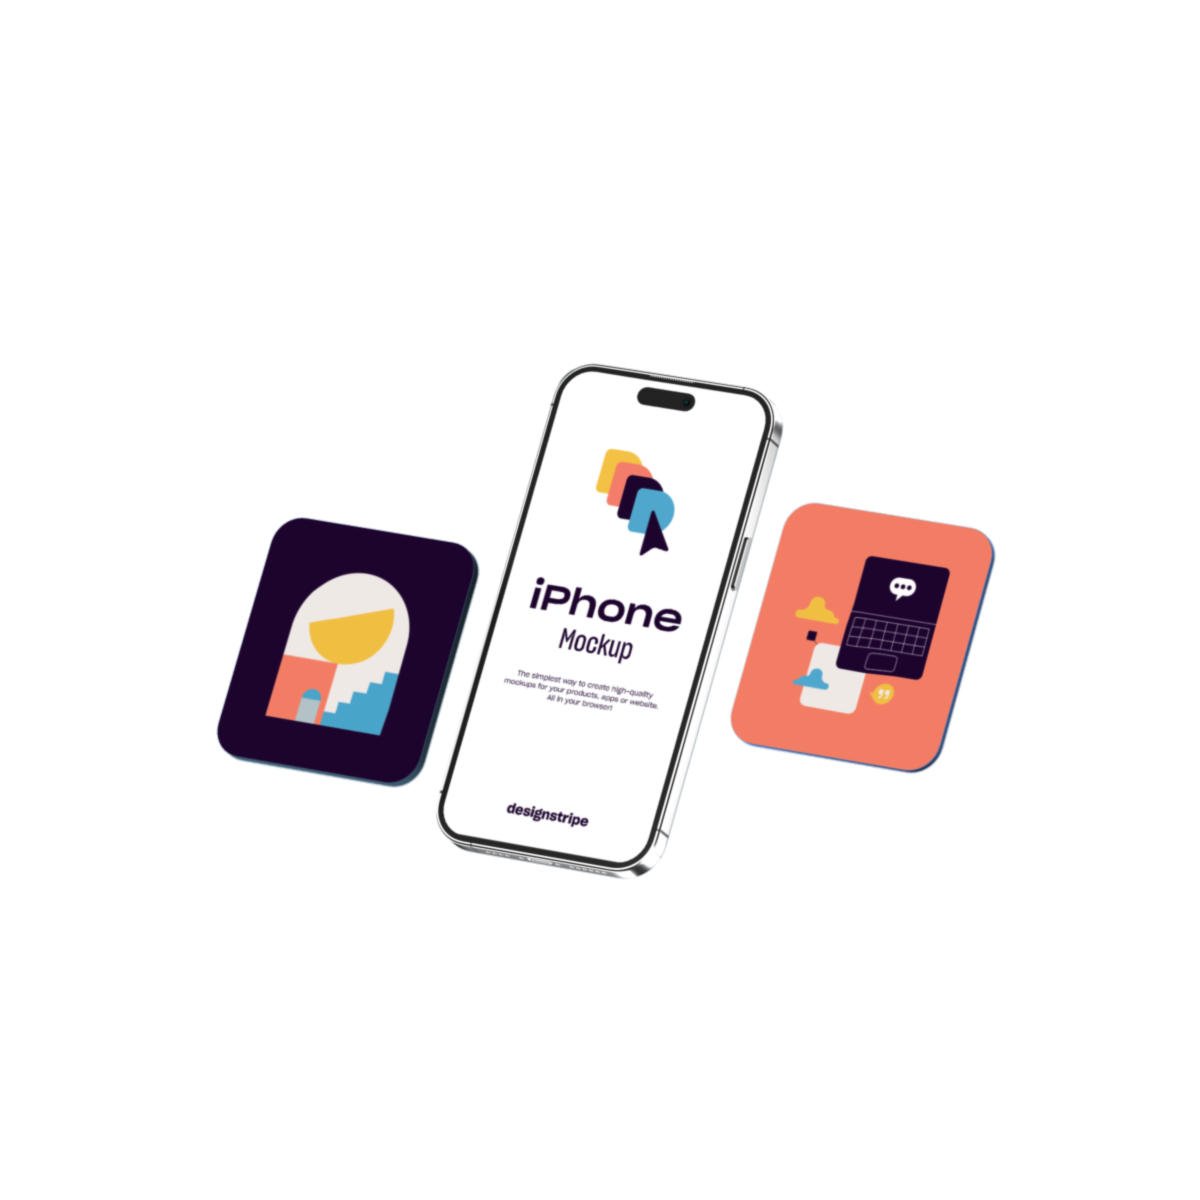 iPhone
Mockup
The simplest way to create high-quality
mockups for your products, apps or website.
All in your browser!
designstripe